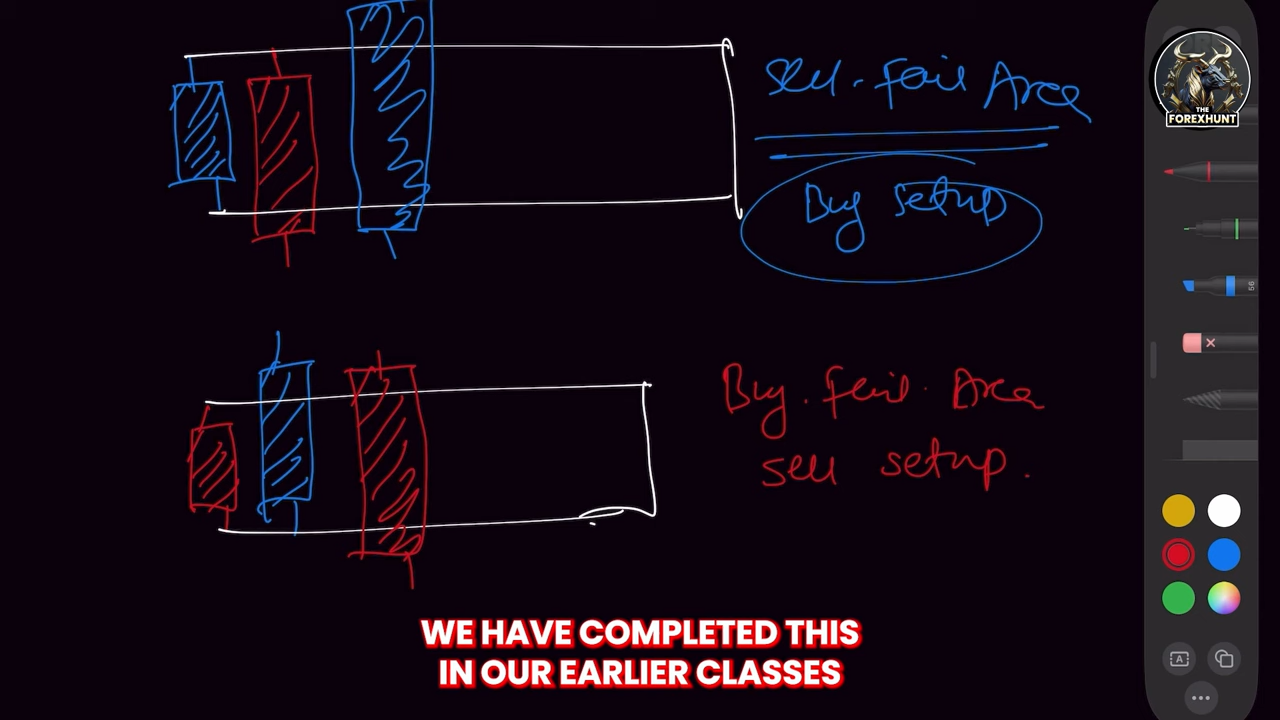 Sell. Fail Area
THE
FOREXHUNT
Buy setup
Buy. Fail. Area
sell setup.
WE HAVE COMPLETED THIS
IN OUR EARLIER CLASSES
A